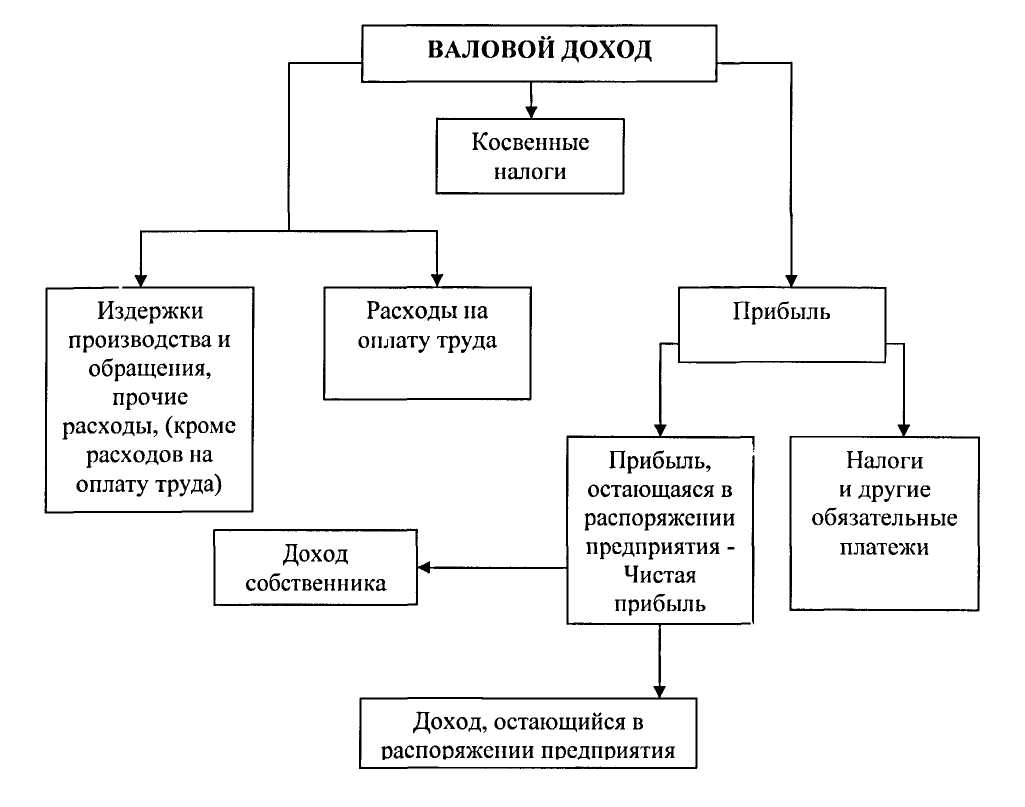 ВАЛОВОЙ ДОХОД
Косвенные
налоги
Издержки
производства и
обращения,
прочие
расходы, (кроме
расходов на
оплату труда)
Расходы на
оплату труда
Прибыль
Прибыль,
остающаяся в
распоряжении
предприятия -
Чистая
прибыль
Налоги
и другие
обязательные
платежи
Доход
собственника
Доход, остающийся в
распоряжении предприятия